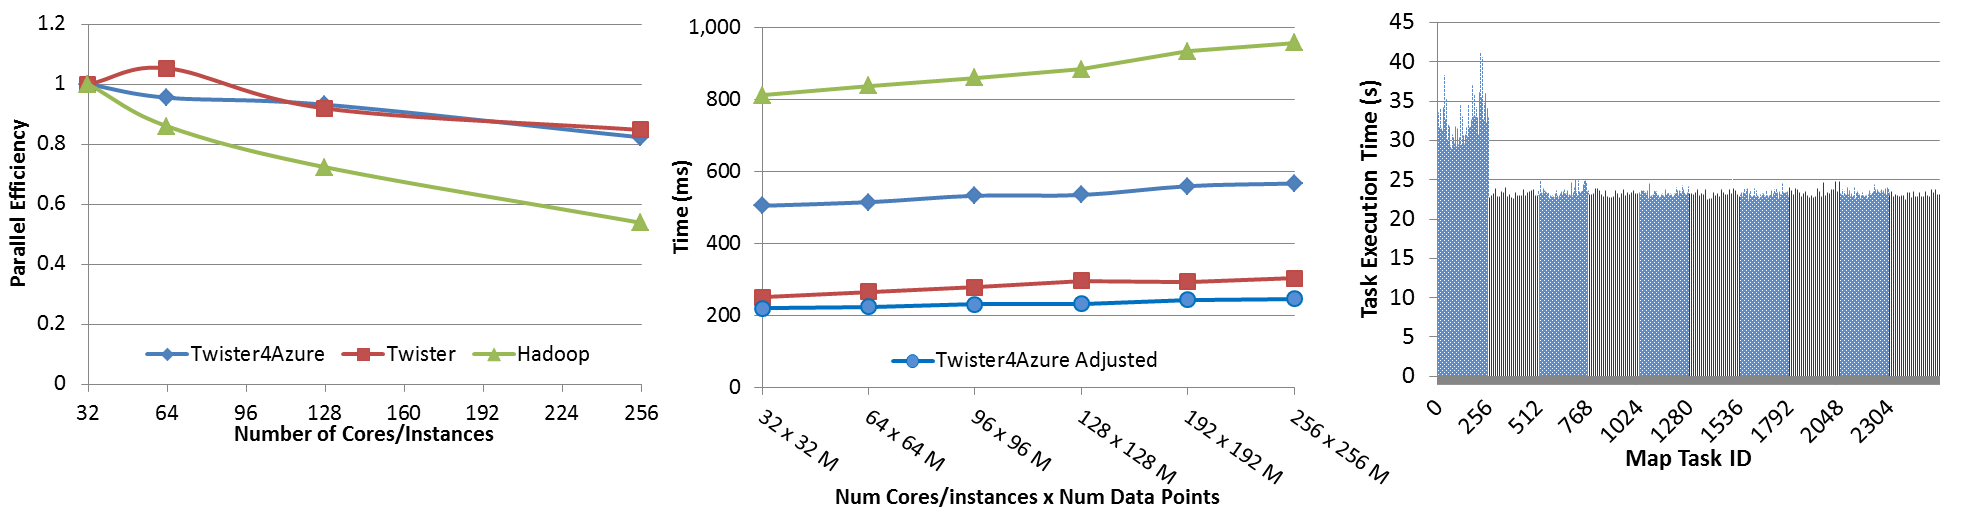 1.2
1
0.8
0.6
0.4
0.2
0
Parallel Efficiency
Twister4Azure Twister Hadoop
32 64 96 128 160 192 224 256
Number of Cores/Instances
1,000
800
600
400
200
0
Time (ms)
Twister4Azure Adjusted
32 x 32 M
64 x 64 M
96 x 96 M
128 x 128 M
192 x 192 M
256 x 256 M
Num Cores/instances x Num Data Points
45
40
35
30
25
20
15
10
5
0
Task Execution Time (s)
0 256 512 768 1024 1280 1536 1792 2048 2304
Map Task ID